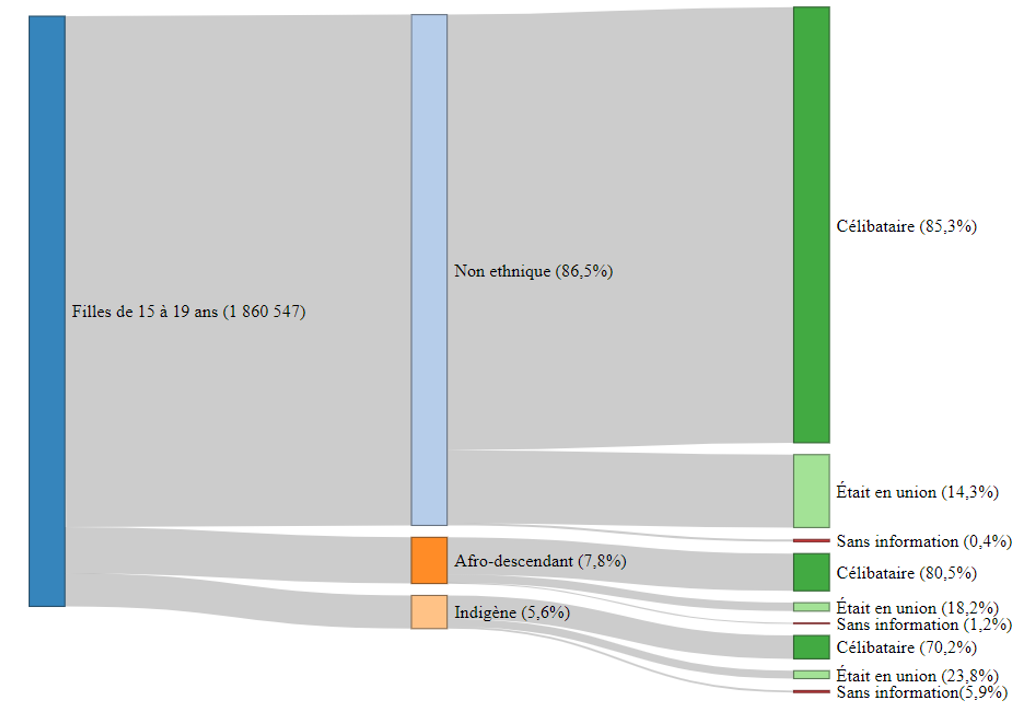 Filles de 15 à 19 ans (1 860 547)
Non ethnique (86,5%)
Afro-descendant (7,8%)
Indigène (5,6%)
Célibataire (85,3%)
Était en union (14,3%)
Sans information (0,4%)
Célibataire (80,5%)
Était en union (18,2%)
Sans information (1,2%)
Célibataire (70,2%)
Était en union (23,8%)
Sans information(5,9%)